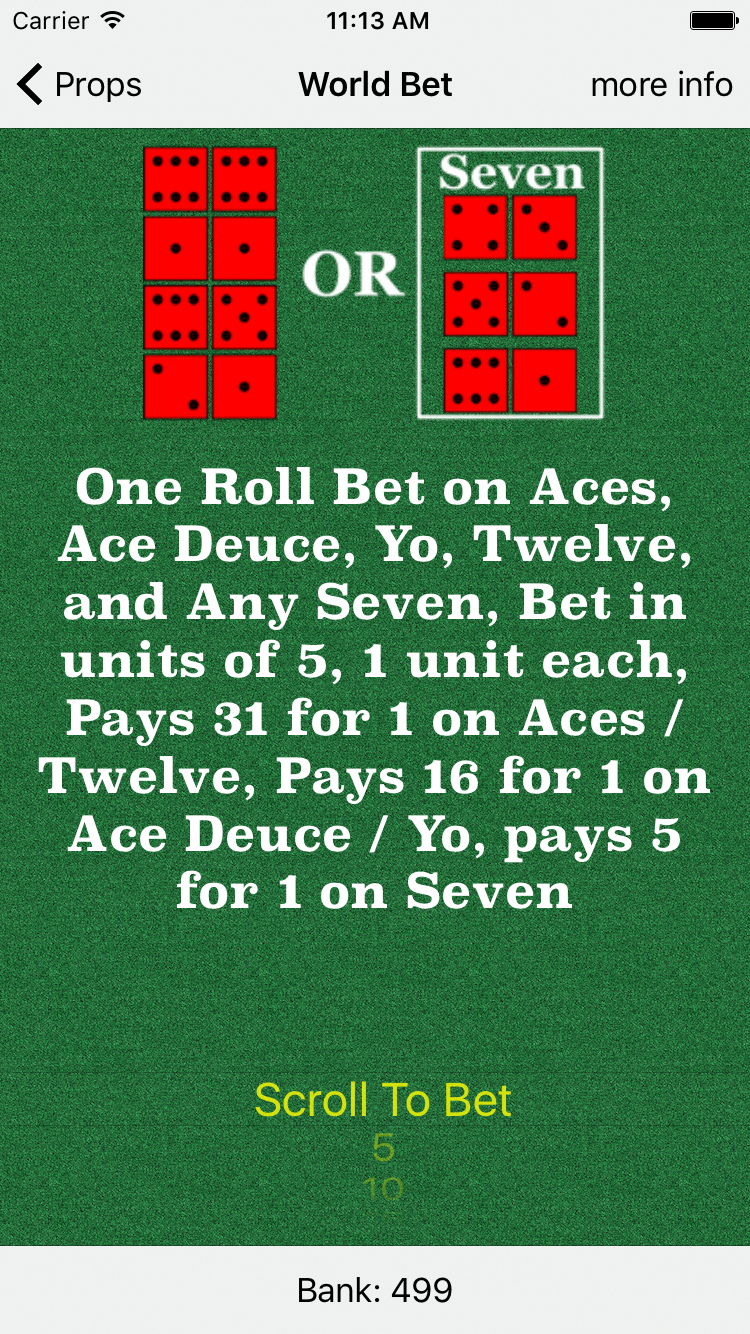 Carrier 11:13 AM
Props World Bet more info
Seven
OR
One Roll Bet on Aces,
Ace Deuce, Yo, Twelve,
and Any Seven, Bet in
units of 5, 1 unit each,
Pays 31 for 1 on Aces /
Twelve, Pays 16 for 1 on
Ace Deuce / Yo, pays 5
for 1 on Seven
Scroll To Bet
5
10
Bank: 499